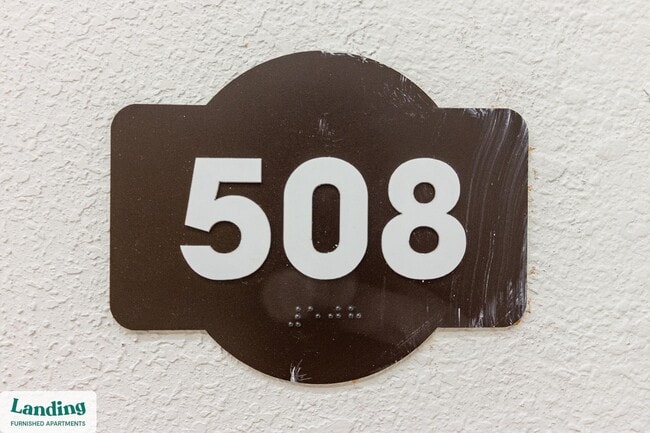 508
Landing
FURNISHED APARTMENTS